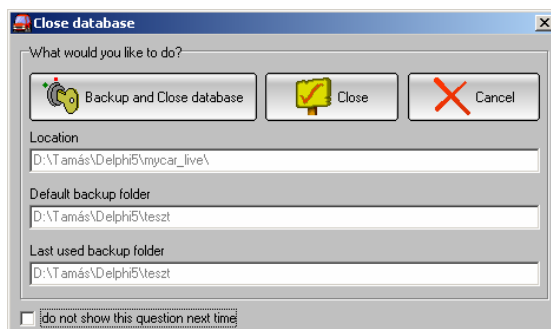 Close database
What would you like to do?
Backup and Close database
Close
Cancel
Location
D:\Tamás\Delphi5\mycar_live\
Default backup folder
D:\Tamás\Delphi5\teszt
Last used backup folder
D:\Tamás\Delphi5\teszt
do not show this question next time